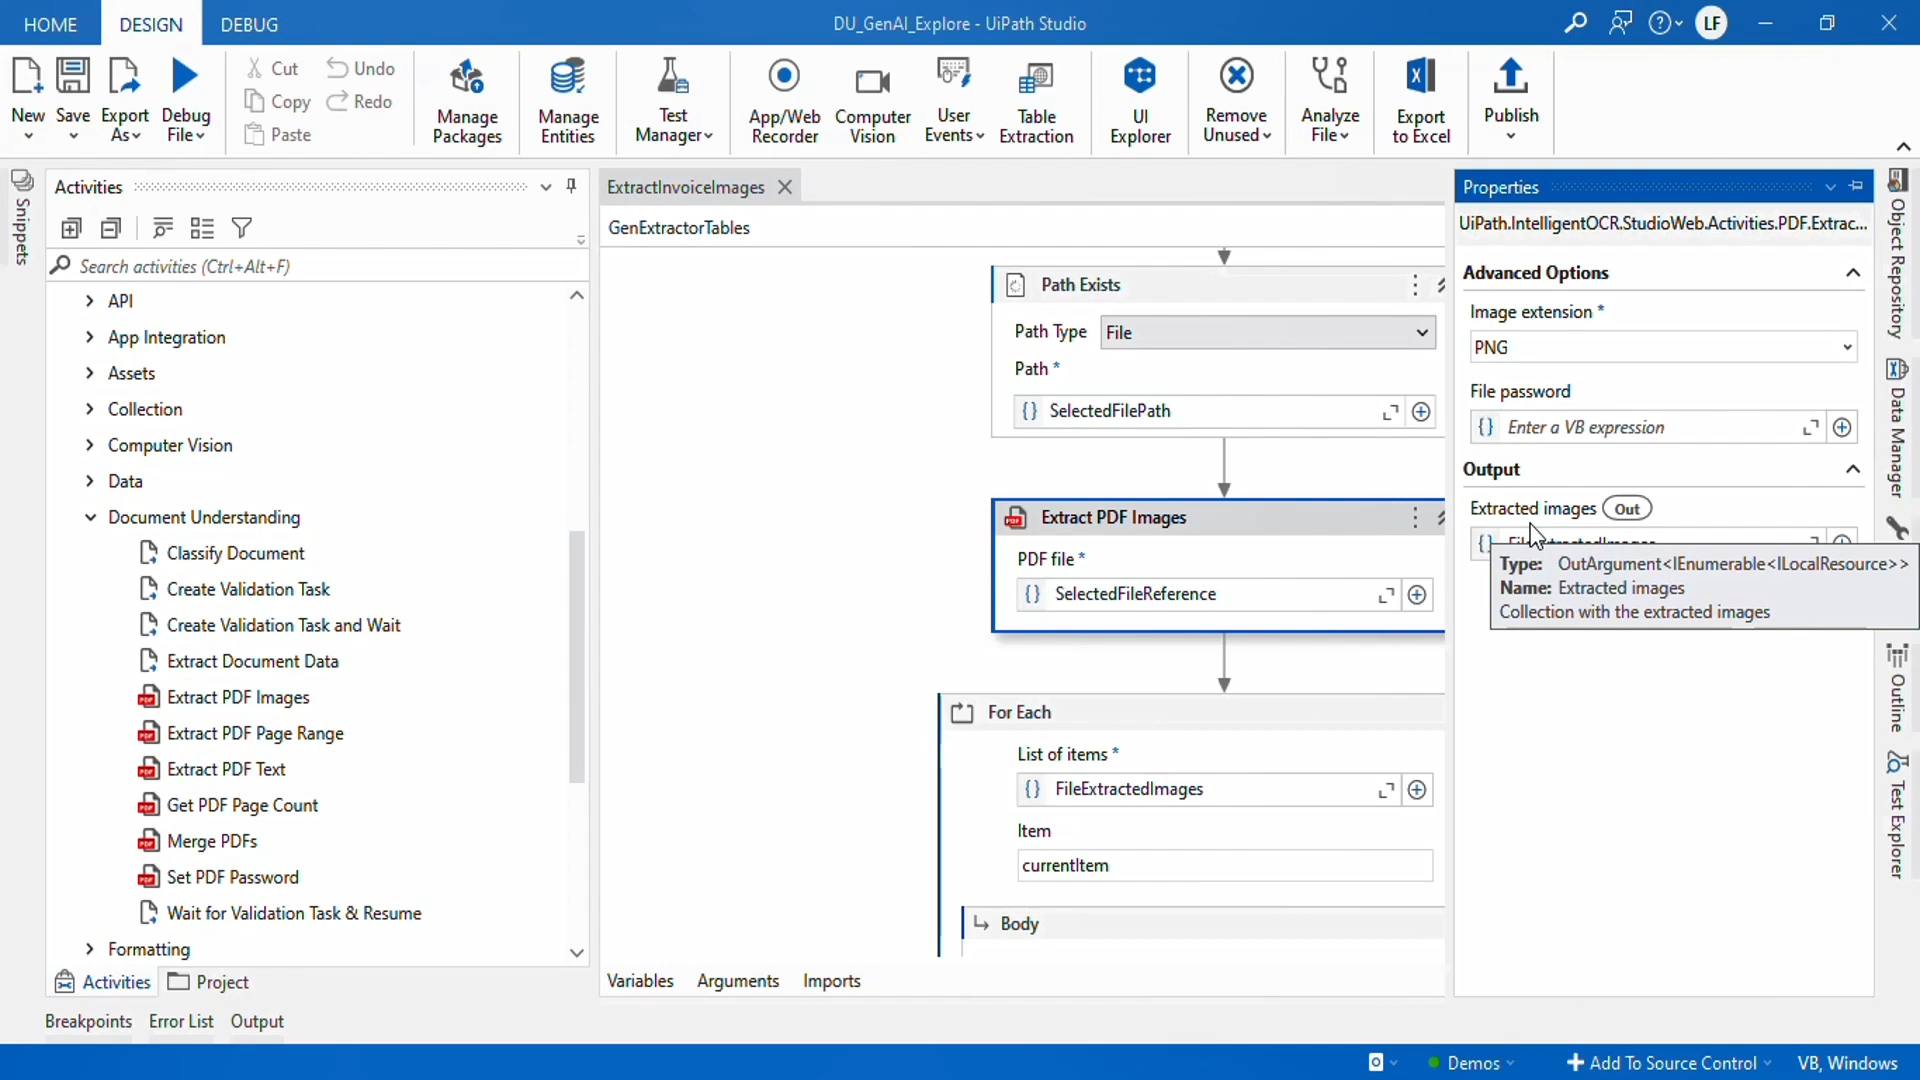 HOME
DESIGN
DEBUG
DU_GenAI_Explore - UiPath Studio
LF
New
Save
Export As
Debug File
Cut
Copy
Paste
Undo
Redo
Manage Packages
Manage Entities
Test Manager
App/Web Recorder
Computer Vision
User Events
Table Extraction
UI Explorer
Remove Unused
Analyze File
Export to Excel
Publish
Snippets
Activities
Search activities (Ctrl+Alt+F)
API
App Integration
Assets
Collection
Computer Vision
Data
Document Understanding
Classify Document
Create Validation Task
Create Validation Task and Wait
Extract Document Data
Extract PDF Images
Extract PDF Page Range
Extract PDF Text
Get PDF Page Count
Merge PDFs
Set PDF Password
Wait for Validation Task & Resume
Formatting
Activities
Project
ExtractInvoiceImages
GenExtractorTables
Path Exists
Path Type
File
Path *
{} SelectedFilePath
Extract PDF Images
PDF file *
{} SelectedFileReference
For Each
List of items *
{} FileExtractedImages
Item
currentItem
Body
Variables
Arguments
Imports
Properties
UiPath.IntelligentOCR.StudioWeb.Activities.PDF.Extrac...
Advanced Options
Image extension *
PNG
File password
{} Enter a VB expression
Output
Extracted images
Out
{} FileExtractedImages
Type: OutArgument<IEnumerable<ILocalResource>>
Name: Extracted images
Collection with the extracted images
Object Repository
Data Manager
Outline
Test Explorer
Breakpoints
Error List
Output
Demos
Add To Source Control
VB, Windows